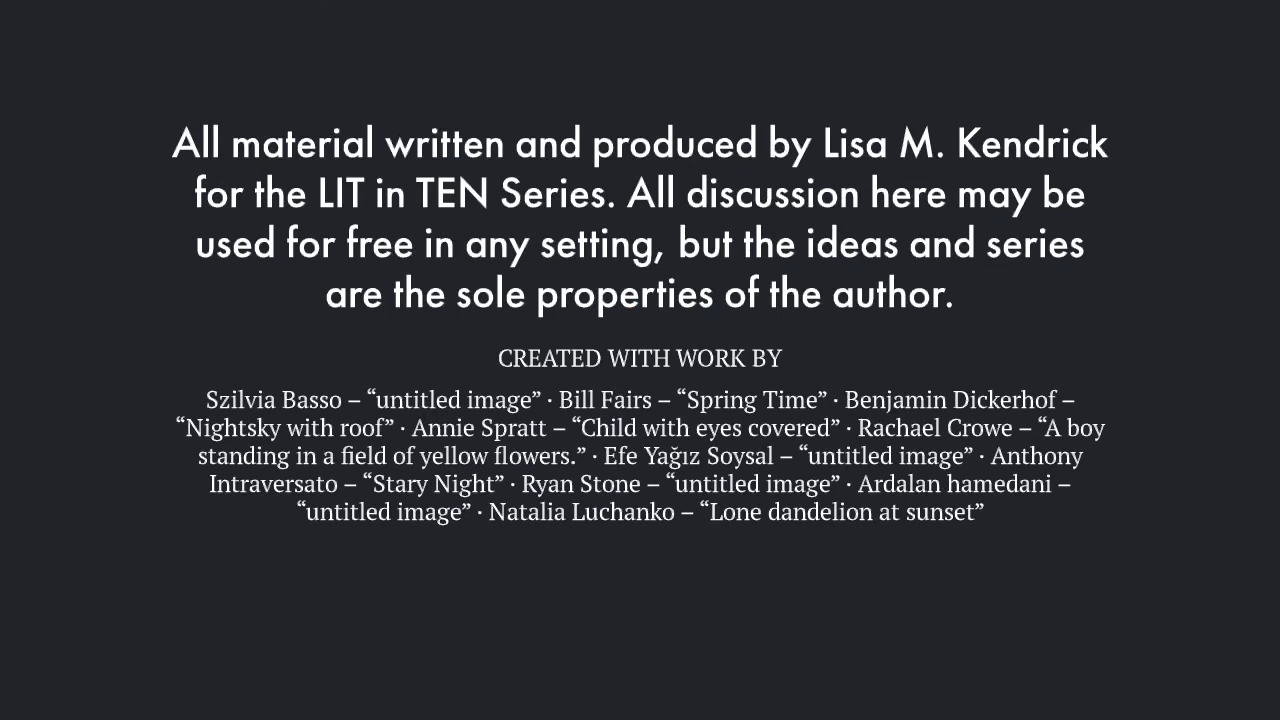 All material written and produced by Lisa M. Kendrick
for the LIT in TEN Series. All discussion here may be
used for free in any setting, but the ideas and series
are the sole properties of the author.
CREATED WITH WORK BY
Szilvia Basso – “untitled image” · Bill Fairs – “Spring Time” · Benjamin Dickerhof –
“Nightsky with roof” · Annie Spratt – “Child with eyes covered” · Rachael Crowe – “A boy
standing in a field of yellow flowers.” · Efe Yağız Soysal – “untitled image” · Anthony
Intraversato – “Stary Night” · Ryan Stone – “untitled image” · Ardalan hamedani –
“untitled image” · Natalia Luchanko – “Lone dandelion at sunset”